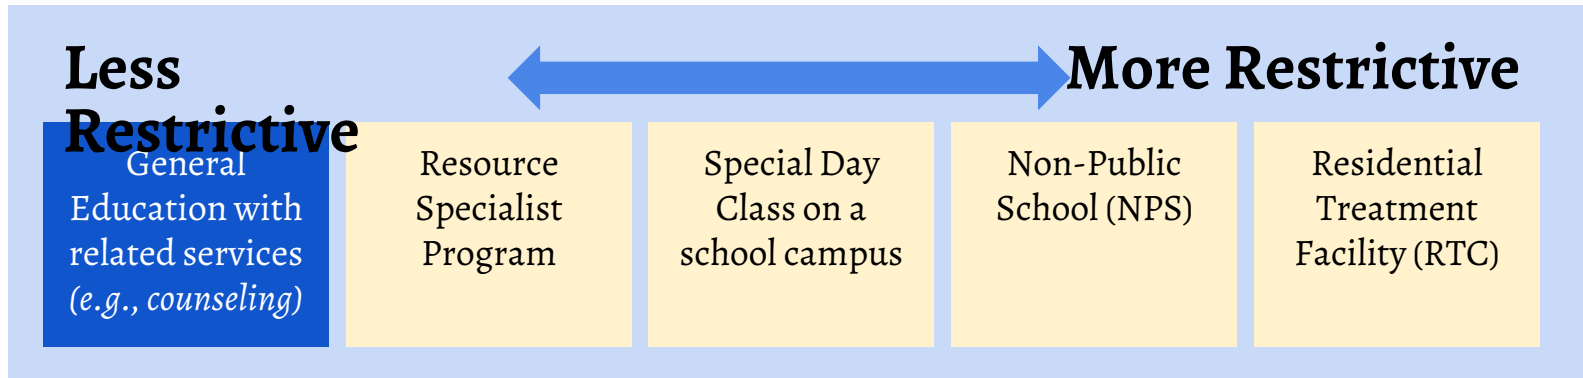 Less
Restrictive
More Restrictive
General
Education with
related services
(e.g., counseling)
Resource
Specialist
Program
Special Day
Class on a
school campus
Non-Public
School (NPS)
Residential
Treatment
Facility (RTC)